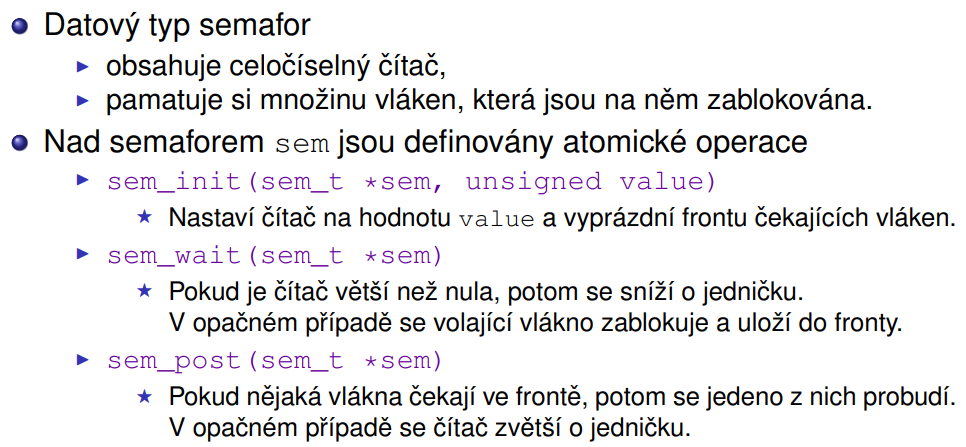 Datový typ semafor
obsahuje celočíselný čítač,
pamatuje si množinu vláken, která jsou na něm zablokována.
Nad semaforem sem jsou definovány atomické operace
sem_init(sem_t *sem, unsigned value)
Nastaví čítač na hodnotu value a vyprázdní frontu čekajících vláken.
sem_wait(sem_t *sem)
Pokud je čítač větší než nula, potom se sníží o jedničku.
V opačném případě se volající vlákno zablokuje a uloží do fronty.
sem_post(sem_t *sem)
Pokud nějaká vlákna čekají ve frontě, potom se jedeno z nich probudí.
V opačném případě se čítač zvětší o jedničku.